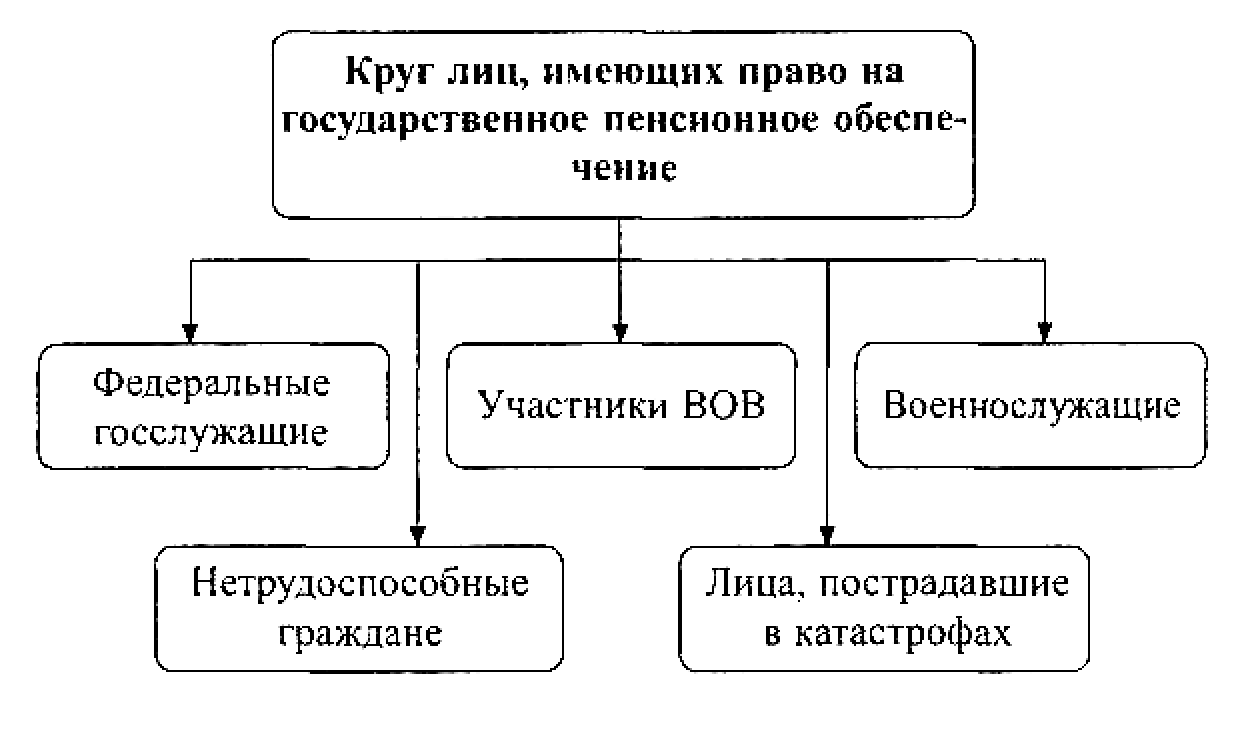 Круг лиц, имеющих право на
государственное пенсионное обеспе-
чение
Федеральные
госслужащие
Участники ВОВ
Военнослужащие
Нетрудоспособные
граждане
Лица, пострадавшие
в катастрофах